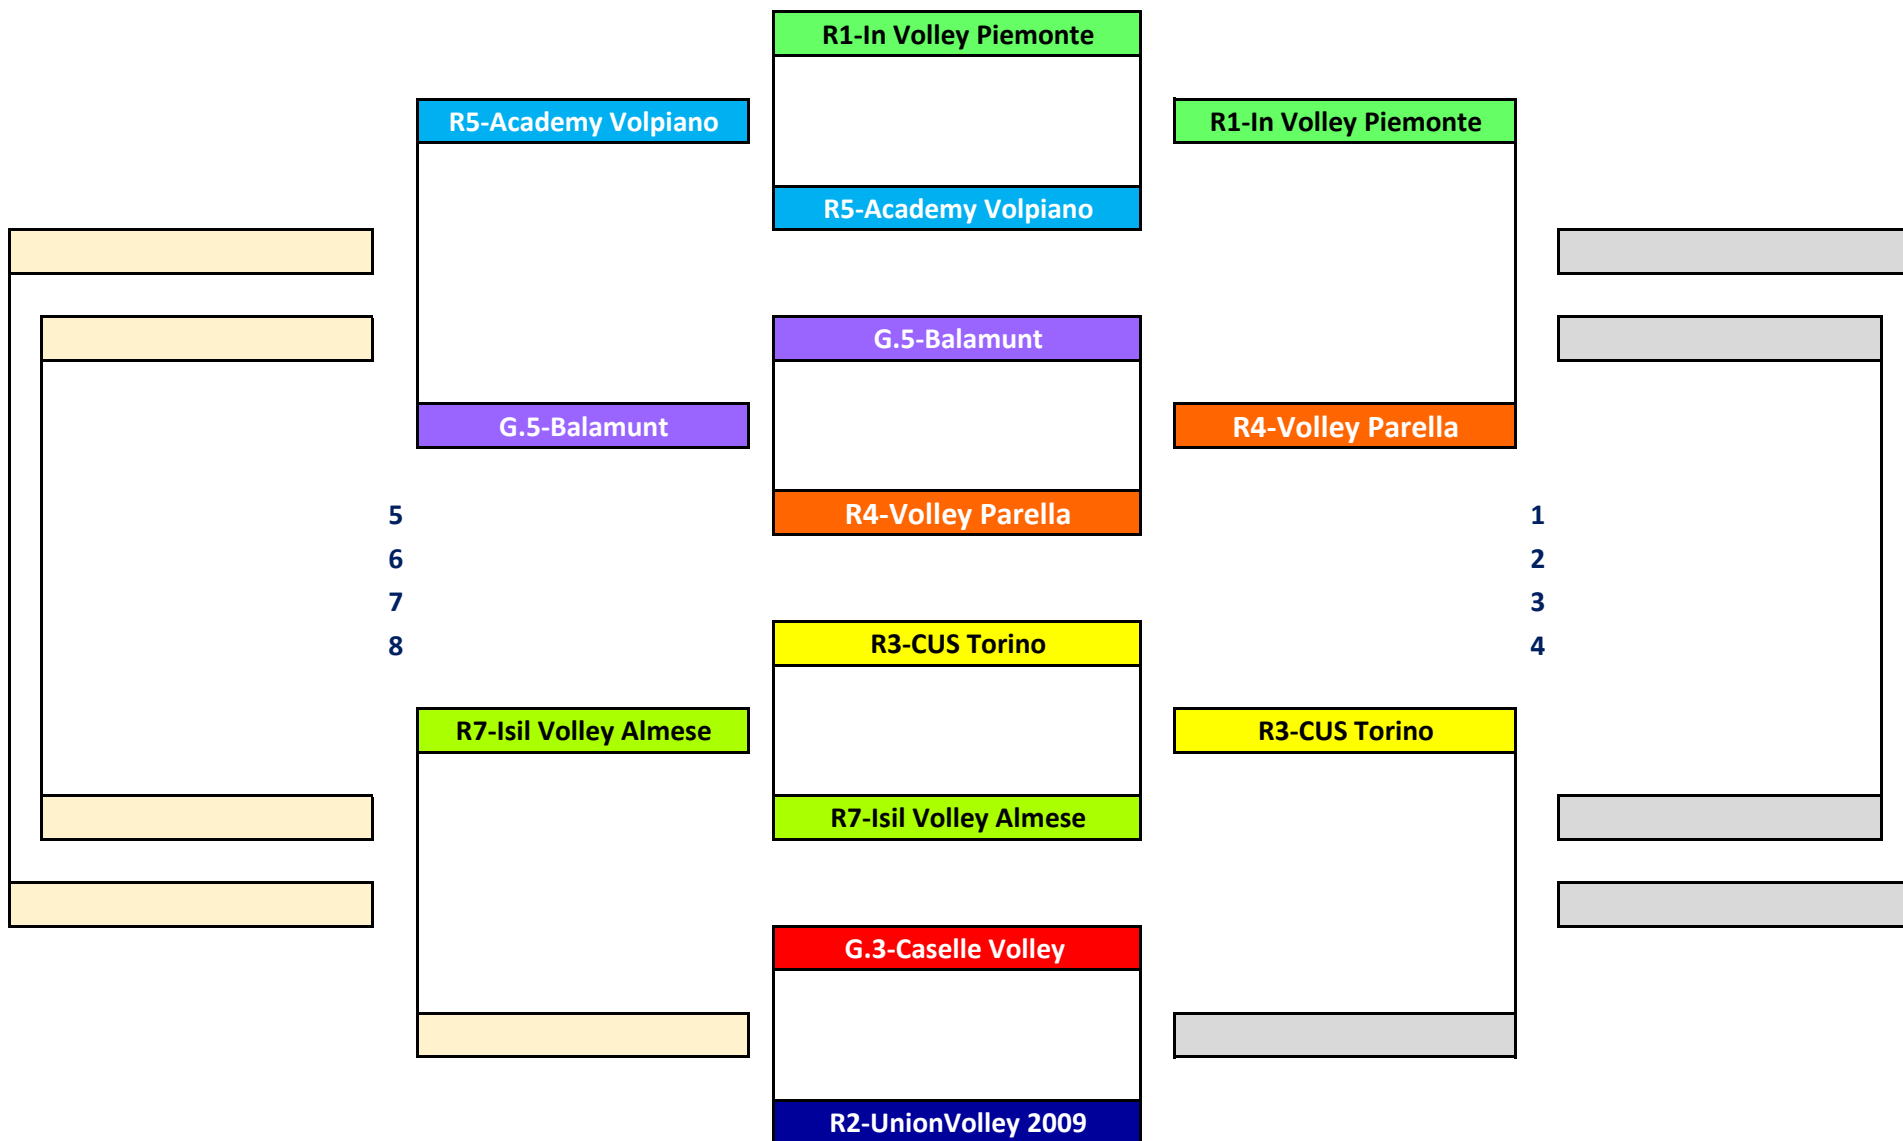 R1-In Volley Piemonte
R5-Academy Volpiano
R1-In Volley Piemonte
R5-Academy Volpiano
G.5-Balamunt
G.5-Balamunt
R4-Volley Parella
R4-Volley Parella
5
1
6
2
7
3
8
R3-CUS Torino
4
R7-Isil Volley Almese
R3-CUS Torino
R7-Isil Volley Almese
G.3-Caselle Volley
R2-UnionVolley 2009